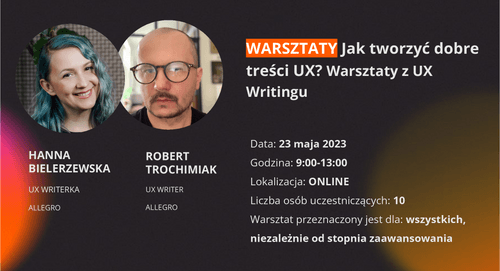 WARSZTATY Jak tworzyć dobre
treści UX? Warsztaty z UX
Writingu
HANNA
BIELERZEWSKA
UX WRITERKA
ALLEGRO
ROBERT
TROCHIMIAK
UX WRITER
ALLEGRO
Data: 23 maja 2023
Godzina: 9:00-13:00
Lokalizacja: ONLINE
Liczba osób uczestniczących: 10
Warsztat przeznaczony jest dla: wszystkich,
niezależnie od stopnia zaawansowania